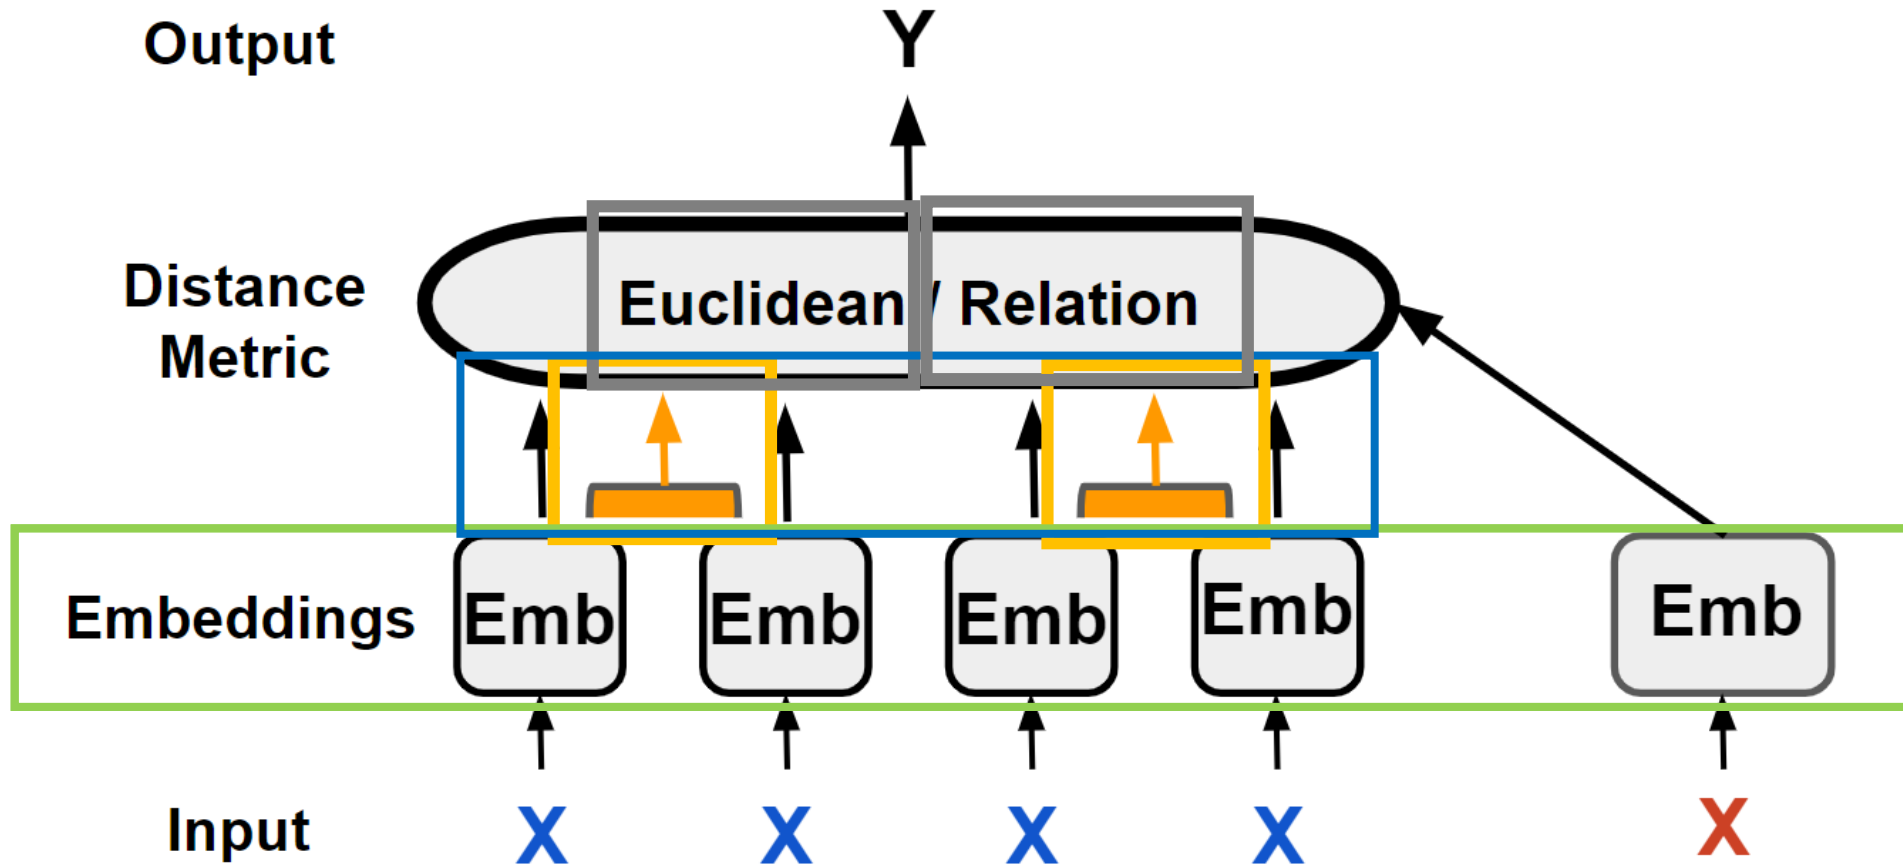 Output
Y
Distance
Metric
Euclidean / Relation
Embeddings
Emb Emb Emb Emb Emb
Input
X X X X X